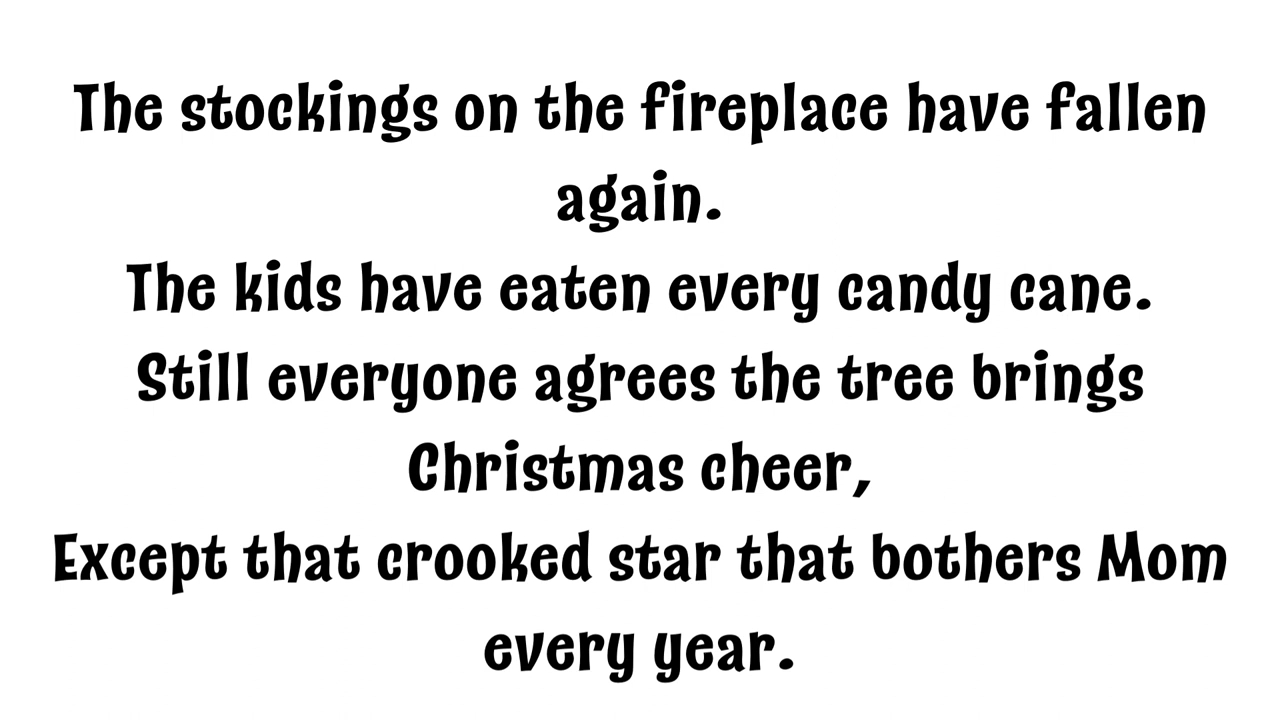 The stockings on the fireplace have fallen
again.
The kids have eaten every candy cane.
Still everyone agrees the tree brings
Christmas cheer,
Except that crooked star that bothers Mom
every year.